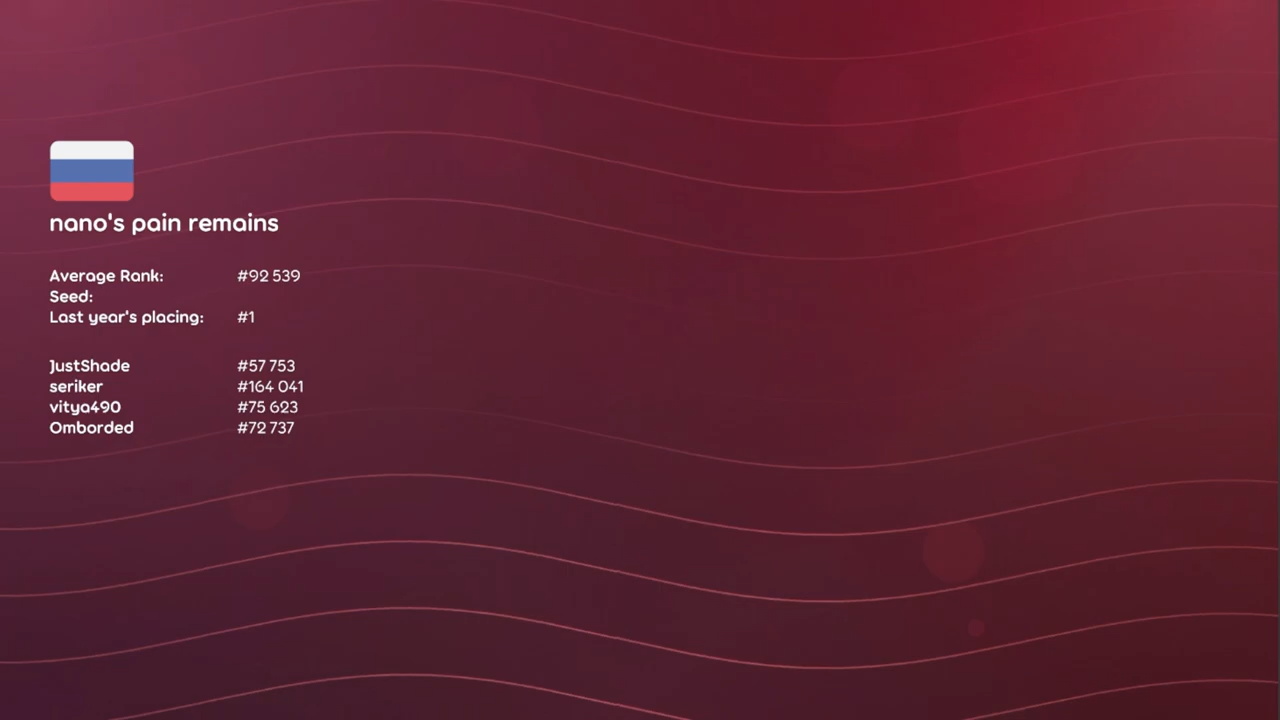 nano's pain remains
Average Rank: #92 539
Seed:
Last year's placing: #1
JustShade #57 753
seriker #164 041
vitya490 #75 623
Omborded #72 737